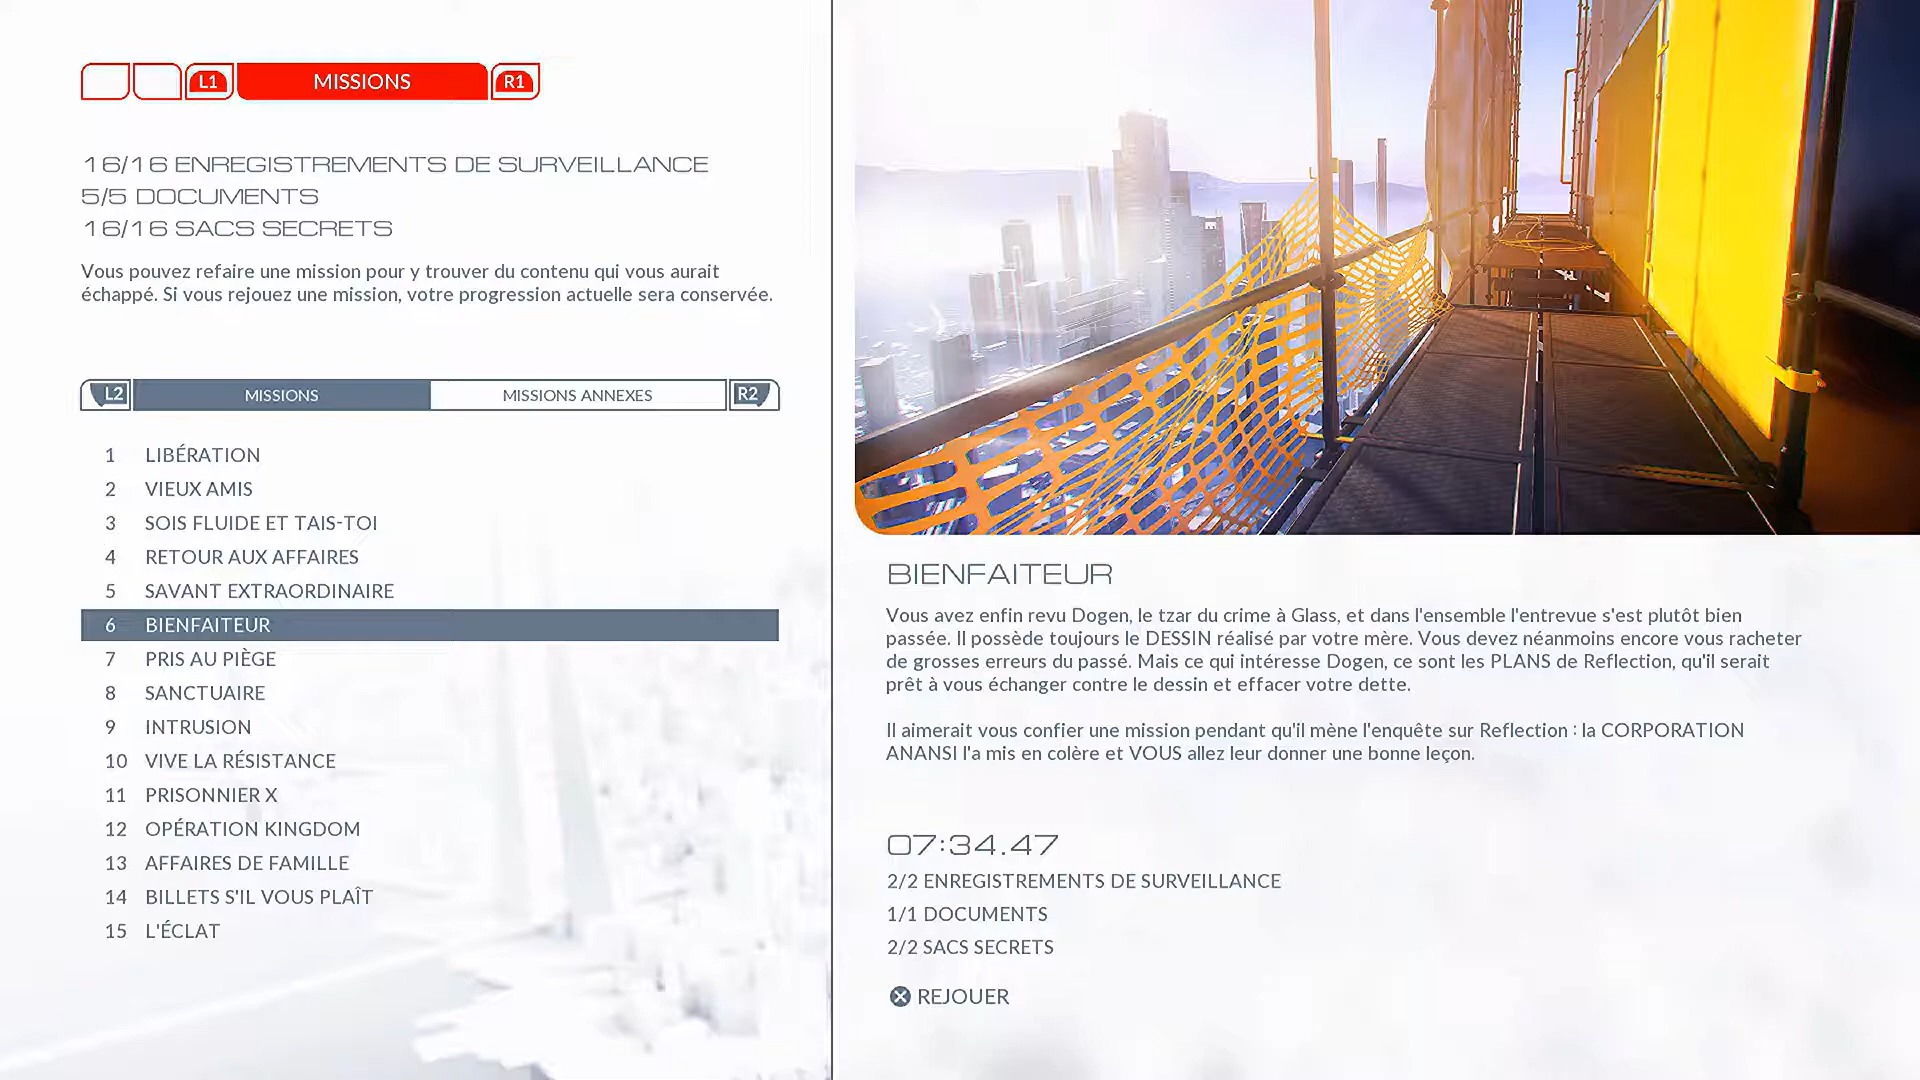 L1 MISSIONS R1
16/16 ENREGISTREMENTS DE SURVEILLANCE
5/5 DOCUMENTS
16/16 SACS SECRETS
Vous pouvez refaire une mission pour y trouver du contenu qui vous aurait
échappé. Si vous rejouez une mission, votre progression actuelle sera conservée.
L2 MISSIONS MISSIONS ANNEXES R2
1 LIBÉRATION
2 VIEUX AMIS
3 SOIS FLUIDE ET TAIS-TOI
4 RETOUR AUX AFFAIRES
5 SAVANT EXTRAORDINAIRE
6 BIENFAITEUR
7 PRIS AU PIÈGE
8 SANCTUAIRE
9 INTRUSION
10 VIVE LA RÉSISTANCE
11 PRISONNIER X
12 OPÉRATION KINGDOM
13 AFFAIRES DE FAMILLE
14 BILLETS S'IL VOUS PLAÎT
15 L'ÉCLAT
BIENFAITEUR
Vous avez enfin revu Dogen, le tzar du crime à Glass, et dans l'ensemble l'entrevue s'est plutôt bien
passée. Il possède toujours le DESSIN réalisé par votre mère. Vous devez néanmoins encore vous racheter
de grosses erreurs du passé. Mais ce qui intéresse Dogen, ce sont les PLANS de Reflection, qu'il serait
prêt à vous échanger contre le dessin et effacer votre dette.
Il aimerait vous confier une mission pendant qu'il mène l'enquête sur Reflection : la CORPORATION
ANANSI l'a mis en colère et VOUS allez leur donner une bonne leçon.
07:34.47
2/2 ENREGISTREMENTS DE SURVEILLANCE
1/1 DOCUMENTS
2/2 SACS SECRETS
REJOUER